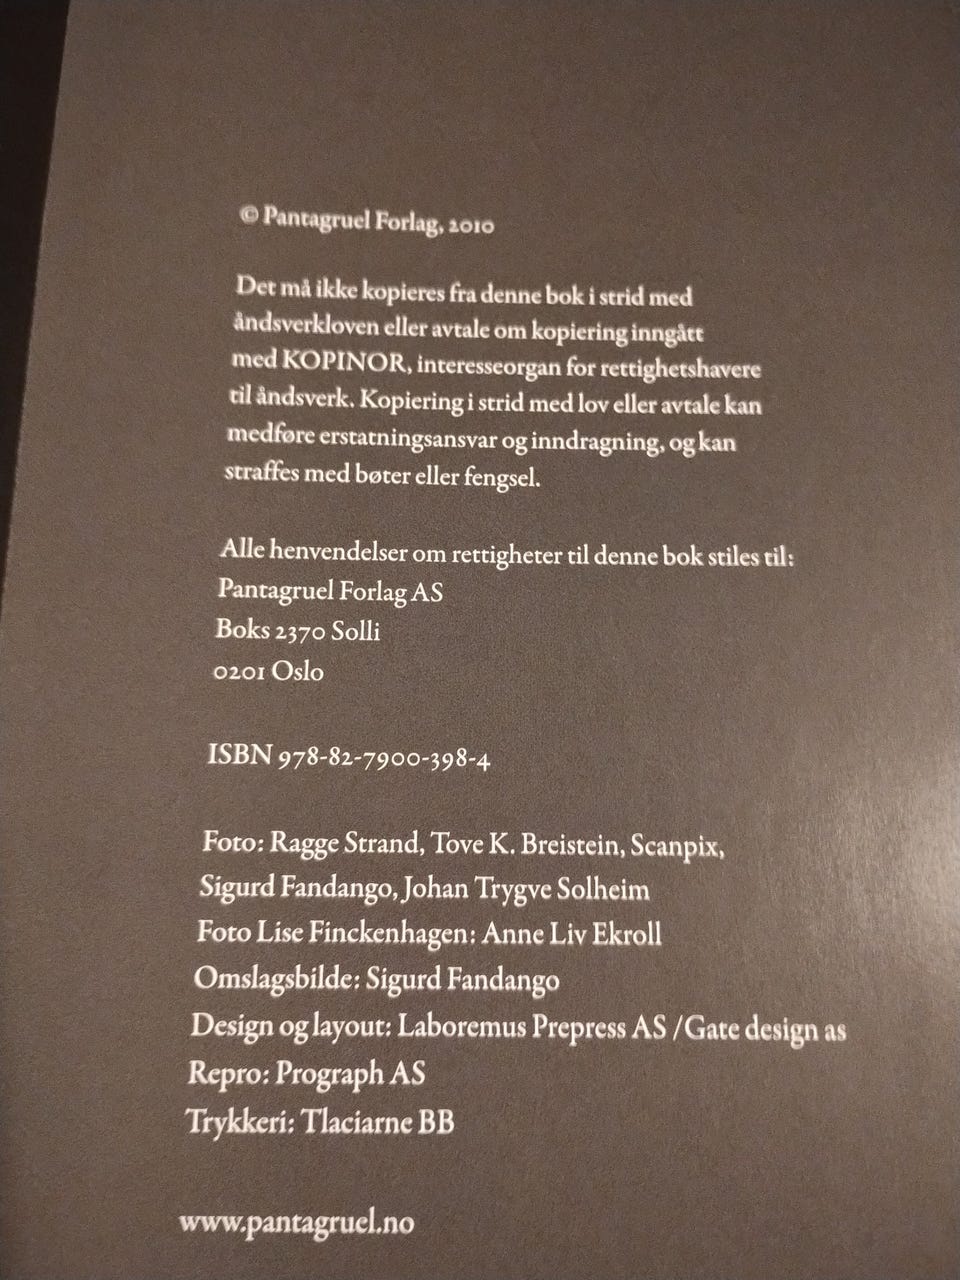 © Pantagruel Forlag, 2010
Det må ikke kopieres fra denne bok i strid med
åndsverkloven eller avtale om kopiering inngått
med KOPINOR, interesseorgan for rettighetshavere
til åndsverk. Kopiering i strid med lov eller avtale kan
medføre erstatningsansvar og inndragning, og kan
straffes med bøter eller fengsel.
Alle henvendelser om rettigheter til denne bok stiles til:
Pantagruel Forlag AS
Boks 2370 Solli
0201 Oslo
ISBN 978-82-7900-398-4
Foto: Ragge Strand, Tove K. Breistein, Scanpix,
Sigurd Fandango, Johan Trygve Solheim
Foto Lise Finckenhagen: Anne Liv Ekroll
Omslagsbilde: Sigurd Fandango
Design og layout: Laboremus Prepress AS /Gate design as
Repro: Prograph AS
Trykkeri: Tlaciarne BB
www.pantagruel.no